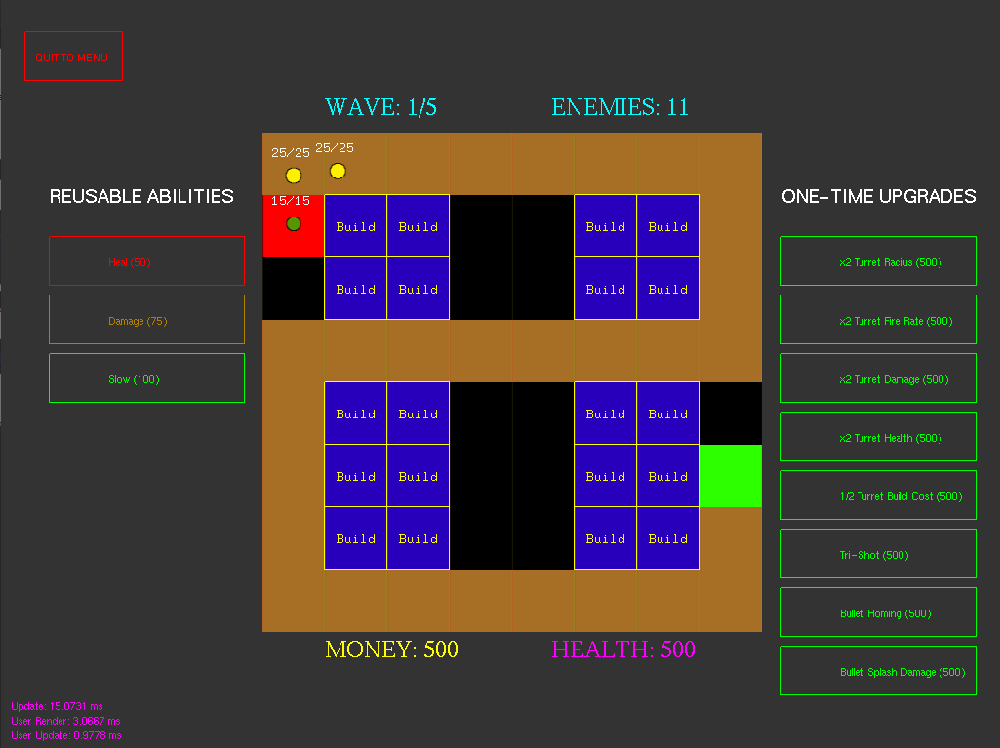 QUIT TO MENU
WAVE: 1/5
ENEMIES: 11
25/25
25/25
15/15
REUSABLE ABILITIES
Heal (50)
Damage (75)
Slow (100)
Build Build Build Build
Build Build Build Build
Build Build Build Build
Build Build Build Build
Build Build Build Build
ONE-TIME UPGRADES
x2 Turret Radius (500)
x2 Turret Fire Rate (500)
x2 Turret Damage (500)
x2 Turret Health (500)
1/2 Turret Build Cost (500)
Tri-Shot (500)
Bullet Homing (500)
Bullet Splash Damage (500)
MONEY: 500
HEALTH: 500
Update: 15.0731 ms
User Render: 3.0667 ms
User Update: 0.9778 ms